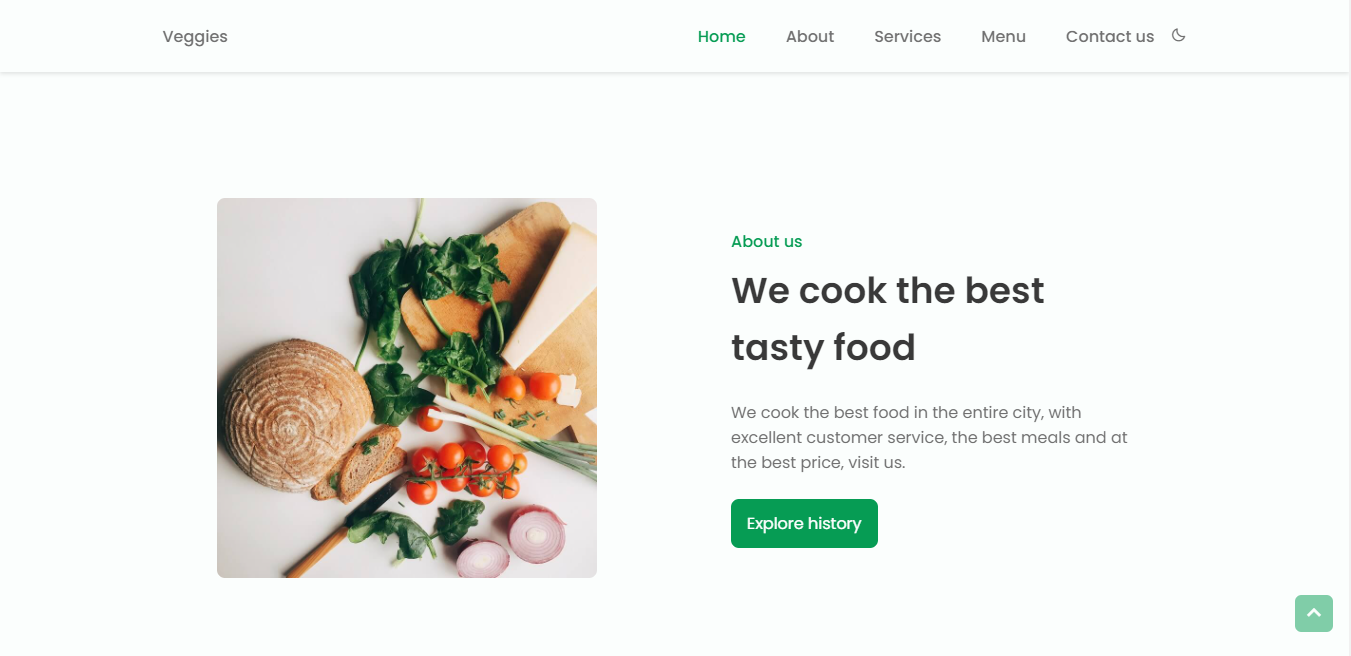 Veggies
Home
About
Services
Menu
Contact us
About us
We cook the best
tasty food
We cook the best food in the entire city, with
excellent customer service, the best meals and at
the best price, visit us.
Explore history